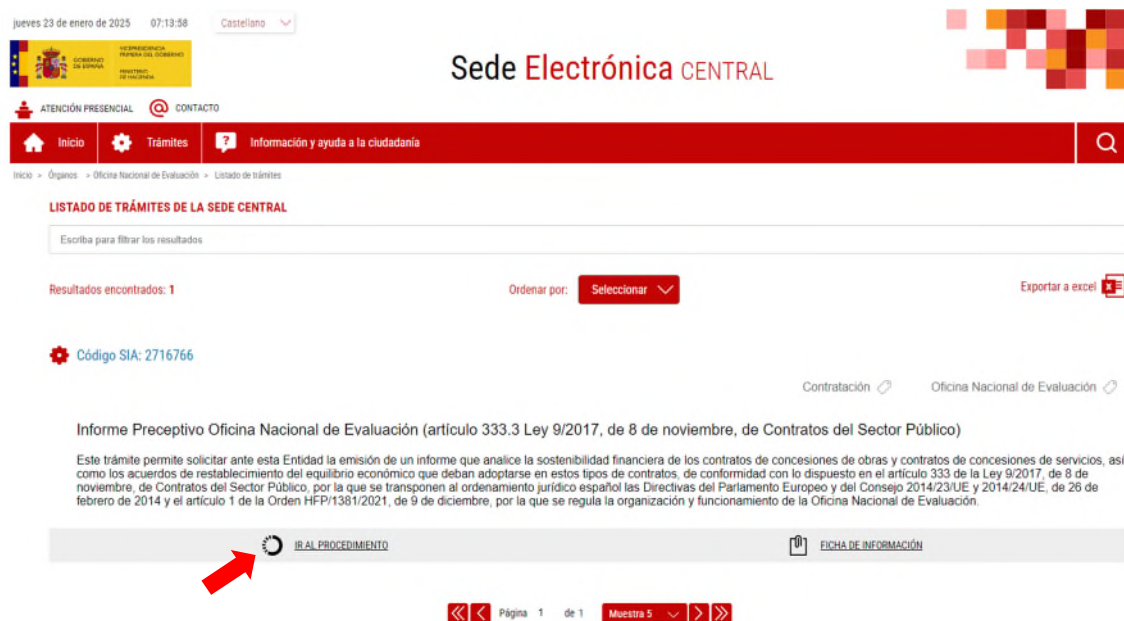 jueves 23 de enero de 2025 07:13:58 Castellano
GOBIERNO DE ESPAÑA
VICEPRESIDENCIA PRIMERA DEL GOBIERNO
MINISTERIO DE HACIENDA
Sede Electrónica CENTRAL
ATENCIÓN PRESENCIAL CONTACTO
Inicio Trámites Información y ayuda a la ciudadanía
Inicio > Órganos > Oficina Nacional de Evaluación > Listado de trámites
LISTADO DE TRÁMITES DE LA SEDE CENTRAL
Escriba para filtrar los resultados
Resultados encontrados: 1 Ordenar por: Seleccionar Exportar a excel
Código SIA: 2716766
Contratación Oficina Nacional de Evaluación
Informe Preceptivo Oficina Nacional de Evaluación (artículo 333.3 Ley 9/2017, de 8 de noviembre, de Contratos del Sector Público)
Este trámite permite solicitar ante esta Entidad la emisión de un informe que analice la sostenibilidad financiera de los contratos de concesiones de obras y contratos de concesiones de servicios, así
como los acuerdos de restablecimiento del equilibrio económico que deban adoptarse en estos tipos de contratos, de conformidad con lo dispuesto en el artículo 333 de la Ley 9/2017, de 8 de
noviembre, de Contratos del Sector Público, por la que se transponen al ordenamiento jurídico español las Directivas del Parlamento Europeo y del Consejo 2014/23/UE y 2014/24/UE, de 26 de
febrero de 2014 y el artículo 1 de la Orden HFP/1381/2021, de 9 de diciembre, por la que se regula la organización y funcionamiento de la Oficina Nacional de Evaluación.
IR AL PROCEDIMIENTO FICHA DE INFORMACIÓN
Página 1 de 1 Muestra 5